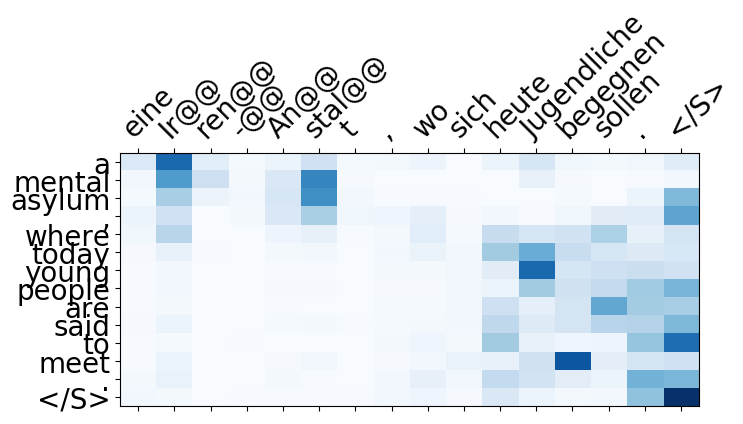 eine Ir@@ ren@@ -@@ An@@ stal@@ t , wo sich heute Jugendliche begegnen sollen . </S>
a
mental
asylum
,
where
today
young
people
are
said
to
meet
.
</S>